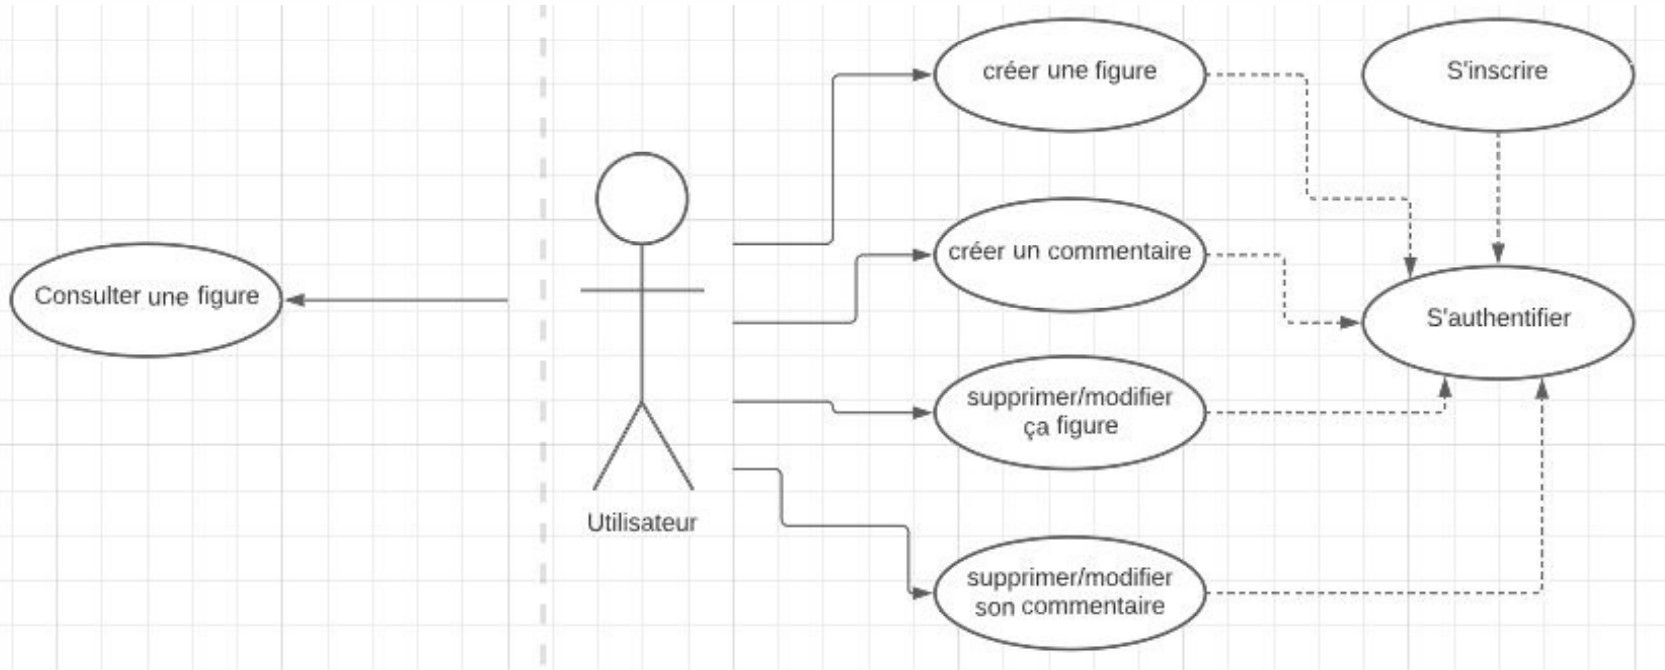 créer une figure
S'inscrire
créer un commentaire
Consulter une figure
S'authentifier
supprimer/modifier
ça figure
Utilisateur
supprimer/modifier
son commentaire